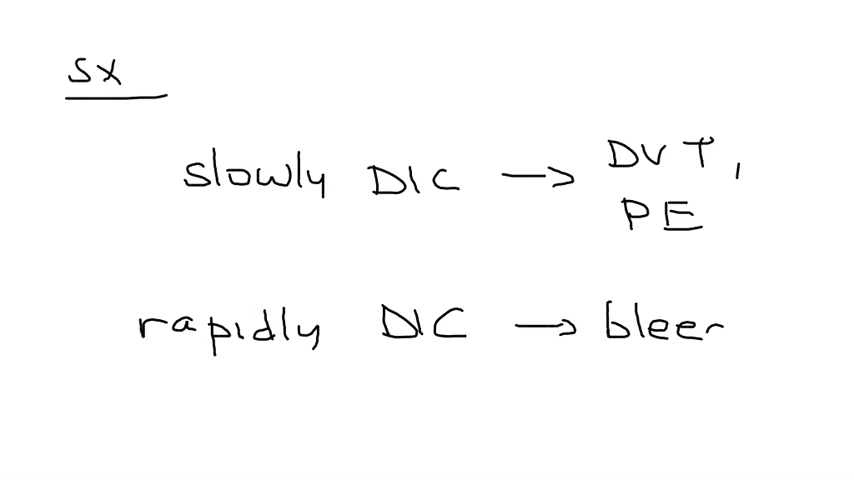 sx
slowly DIC → DVT,
PE
rapidly DIC → bleer